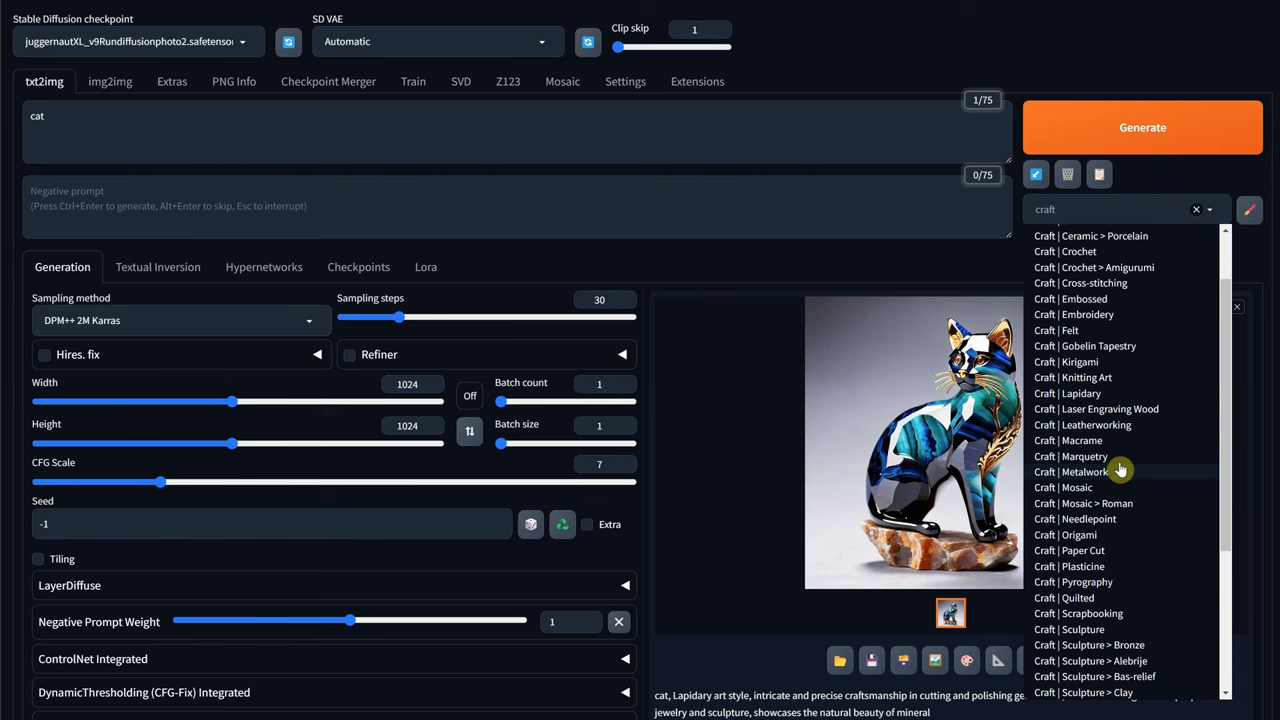 Stable Diffusion checkpoint
SD VAE
Clip skip
1
juggernautXL_v9Rundiffusionphoto2.safetenso
Automatic
txt2img
img2img
Extras
PNG Info
Checkpoint Merger
Train
SVD
Z123
Mosaic
Settings
Extensions
cat
1/75
Generate
Negative prompt
(Press Ctrl+Enter to generate, Alt+Enter to skip, Esc to interrupt)
0/75
craft
Craft | Ceramic > Porcelain
Craft | Crochet
Craft | Crochet > Amigurumi
Craft | Cross-stitching
Craft | Embossed
Craft | Embroidery
Craft | Felt
Craft | Gobelin Tapestry
Craft | Kirigami
Craft | Knitting Art
Craft | Lapidary
Craft | Laser Engraving Wood
Craft | Leatherworking
Craft | Macrame
Craft | Marquetry
Craft | Metalwork
Craft | Mosaic
Craft | Mosaic > Roman
Craft | Needlepoint
Craft | Origami
Craft | Paper Cut
Craft | Plasticine
Craft | Pyrography
Craft | Quilted
Craft | Scrapbooking
Craft | Sculpture
Craft | Sculpture > Bronze
Craft | Sculpture > Alebrije
Craft | Sculpture > Bas-relief
Craft | Sculpture > Clay
Generation
Textual Inversion
Hypernetworks
Checkpoints
Lora
Sampling method
DPM++ 2M Karras
Sampling steps
30
Hires. fix
Refiner
Width
1024
Off
Batch count
1
Height
1024
Batch size
1
CFG Scale
7
Seed
-1
Extra
Tiling
LayerDiffuse
Negative Prompt Weight
1
ControlNet Integrated
DynamicThresholding (CFG-Fix) Integrated
cat, Lapidary art style, intricate and precise craftsmanship in cutting and polishing
jewelry and sculpture, showcases the natural beauty of mineral